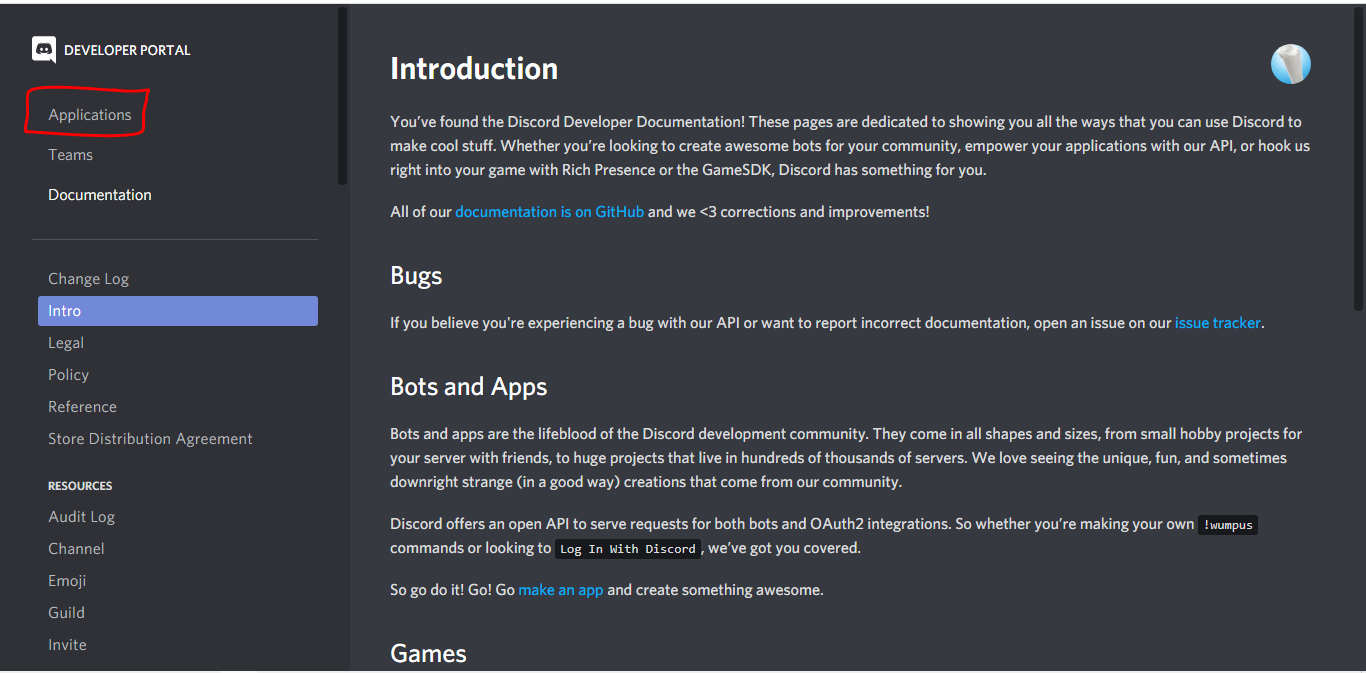 DEVELOPER PORTAL
Applications
Teams
Documentation
Change Log
Intro
Legal
Policy
Reference
Store Distribution Agreement
RESOURCES
Audit Log
Channel
Emoji
Guild
Invite
Introduction
You’ve found the Discord Developer Documentation! These pages are dedicated to showing you all the ways that you can use Discord to
make cool stuff. Whether you’re looking to create awesome bots for your community, empower your applications with our API, or hook us
right into your game with Rich Presence or the GameSDK, Discord has something for you.
All of our documentation is on GitHub and we <3 corrections and improvements!
Bugs
If you believe you're experiencing a bug with our API or want to report incorrect documentation, open an issue on our issue tracker.
Bots and Apps
Bots and apps are the lifeblood of the Discord development community. They come in all shapes and sizes, from small hobby projects for
your server with friends, to huge projects that live in hundreds of thousands of servers. We love seeing the unique, fun, and sometimes
downright strange (in a good way) creations that come from our community.
Discord offers an open API to serve requests for both bots and OAuth2 integrations. So whether you’re making your own !wumpus
commands or looking to Log In With Discord, we’ve got you covered.
So go do it! Go! Go make an app and create something awesome.
Games